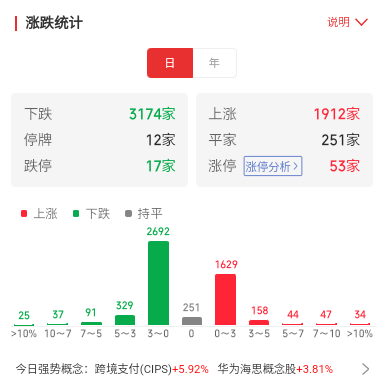 涨跌统计 说明
日 年
下跌 3174家 上涨 1912家
停牌 12家 平家 251家
跌停 17家 涨停 涨停分析> 53家
上涨 下跌 持平
25 37 91 329 2692 251 1629 158 44 47 34
>10% 10～7 7～5 5～3 3～0 0 0～3 3～5 5～7 7～10 >10%
今日强势概念：跨境支付(CIPS)+5.92% 华为海思概念股+3.81%